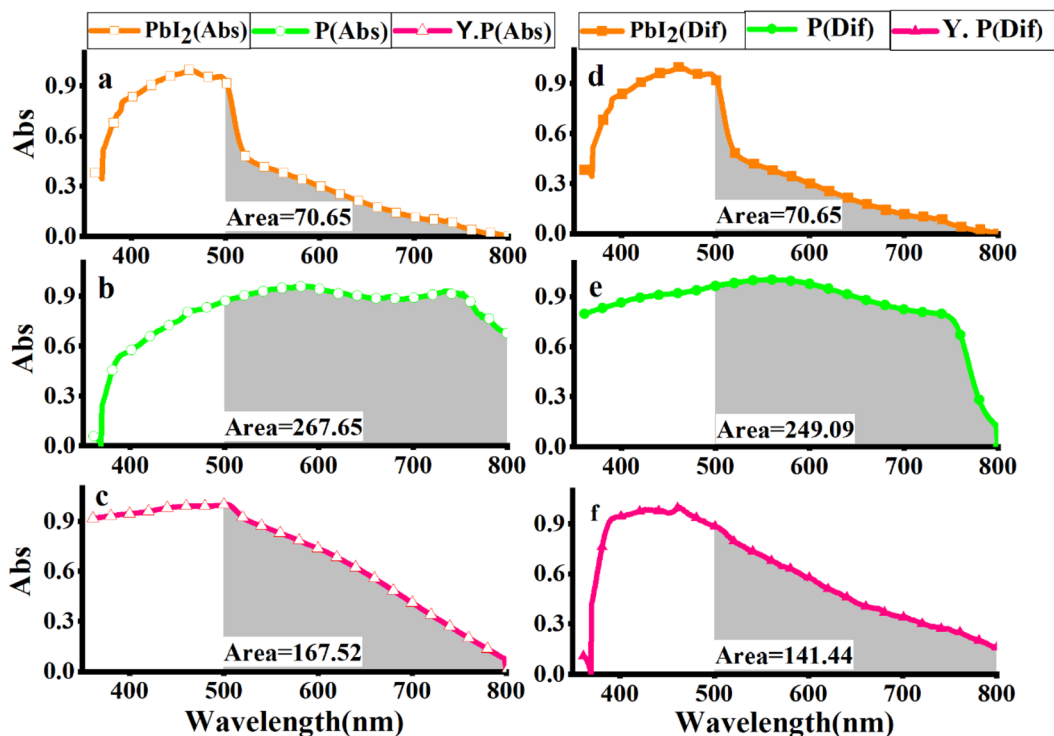 PbI₂(Abs) P(Abs) Y.P(Abs)
PbI₂(Dif) P(Dif) Y. P(Dif)
a
Abs
0.9
0.6
0.3
0.0
Area=70.65
400 500 600 700 800
d
0.9
0.6
0.3
0.0
Area=70.65
400 500 600 700 800
b
Abs
0.9
0.6
0.3
0.0
Area=267.65
400 500 600 700 800
e
0.9
0.6
0.3
0.0
Area=249.09
400 500 600 700 800
c
Abs
0.9
0.6
0.3
0.0
Area=167.52
400 500 600 700 800
Wavelength(nm)
f
0.9
0.6
0.3
0.0
Area=141.44
400 500 600 700 800
Wavelength(nm)